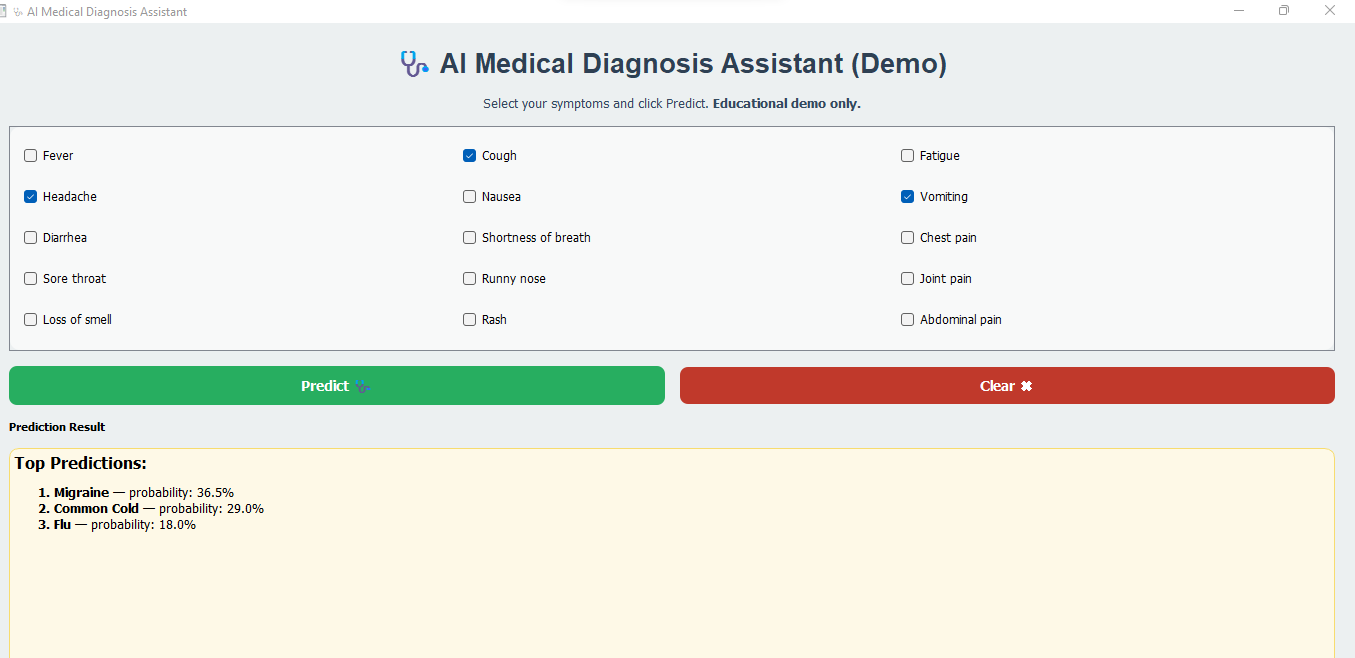 AI Medical Diagnosis Assistant
AI Medical Diagnosis Assistant (Demo)
Select your symptoms and click Predict. Educational demo only.
Fever Cough Fatigue
Headache Nausea Vomiting
Diarrhea Shortness of breath Chest pain
Sore throat Runny nose Joint pain
Loss of smell Rash Abdominal pain
Predict Clear ✖
Prediction Result
Top Predictions:
1. Migraine — probability: 36.5%
2. Common Cold — probability: 29.0%
3. Flu — probability: 18.0%